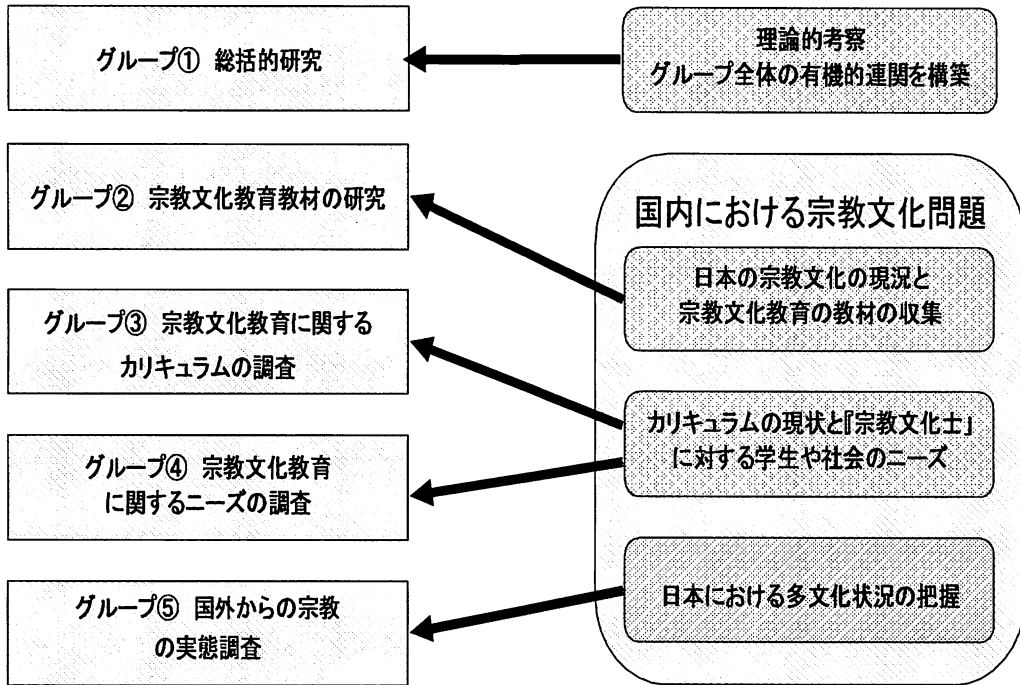 グループ① 総括的研究
理論的考察
グループ全体の有機的連関を構築
グループ② 宗教文化教育教材の研究
グループ③ 宗教文化教育に関する
カリキュラムの調査
グループ④ 宗教文化教育
に関するニーズの調査
グループ⑤ 国外からの宗教
の実態調査
国内における宗教文化問題
日本の宗教文化の現況と
宗教文化教育の教材の収集
カリキュラムの現状と『宗教文化士」
に対する学生や社会のニーズ
日本における多文化状況の把握